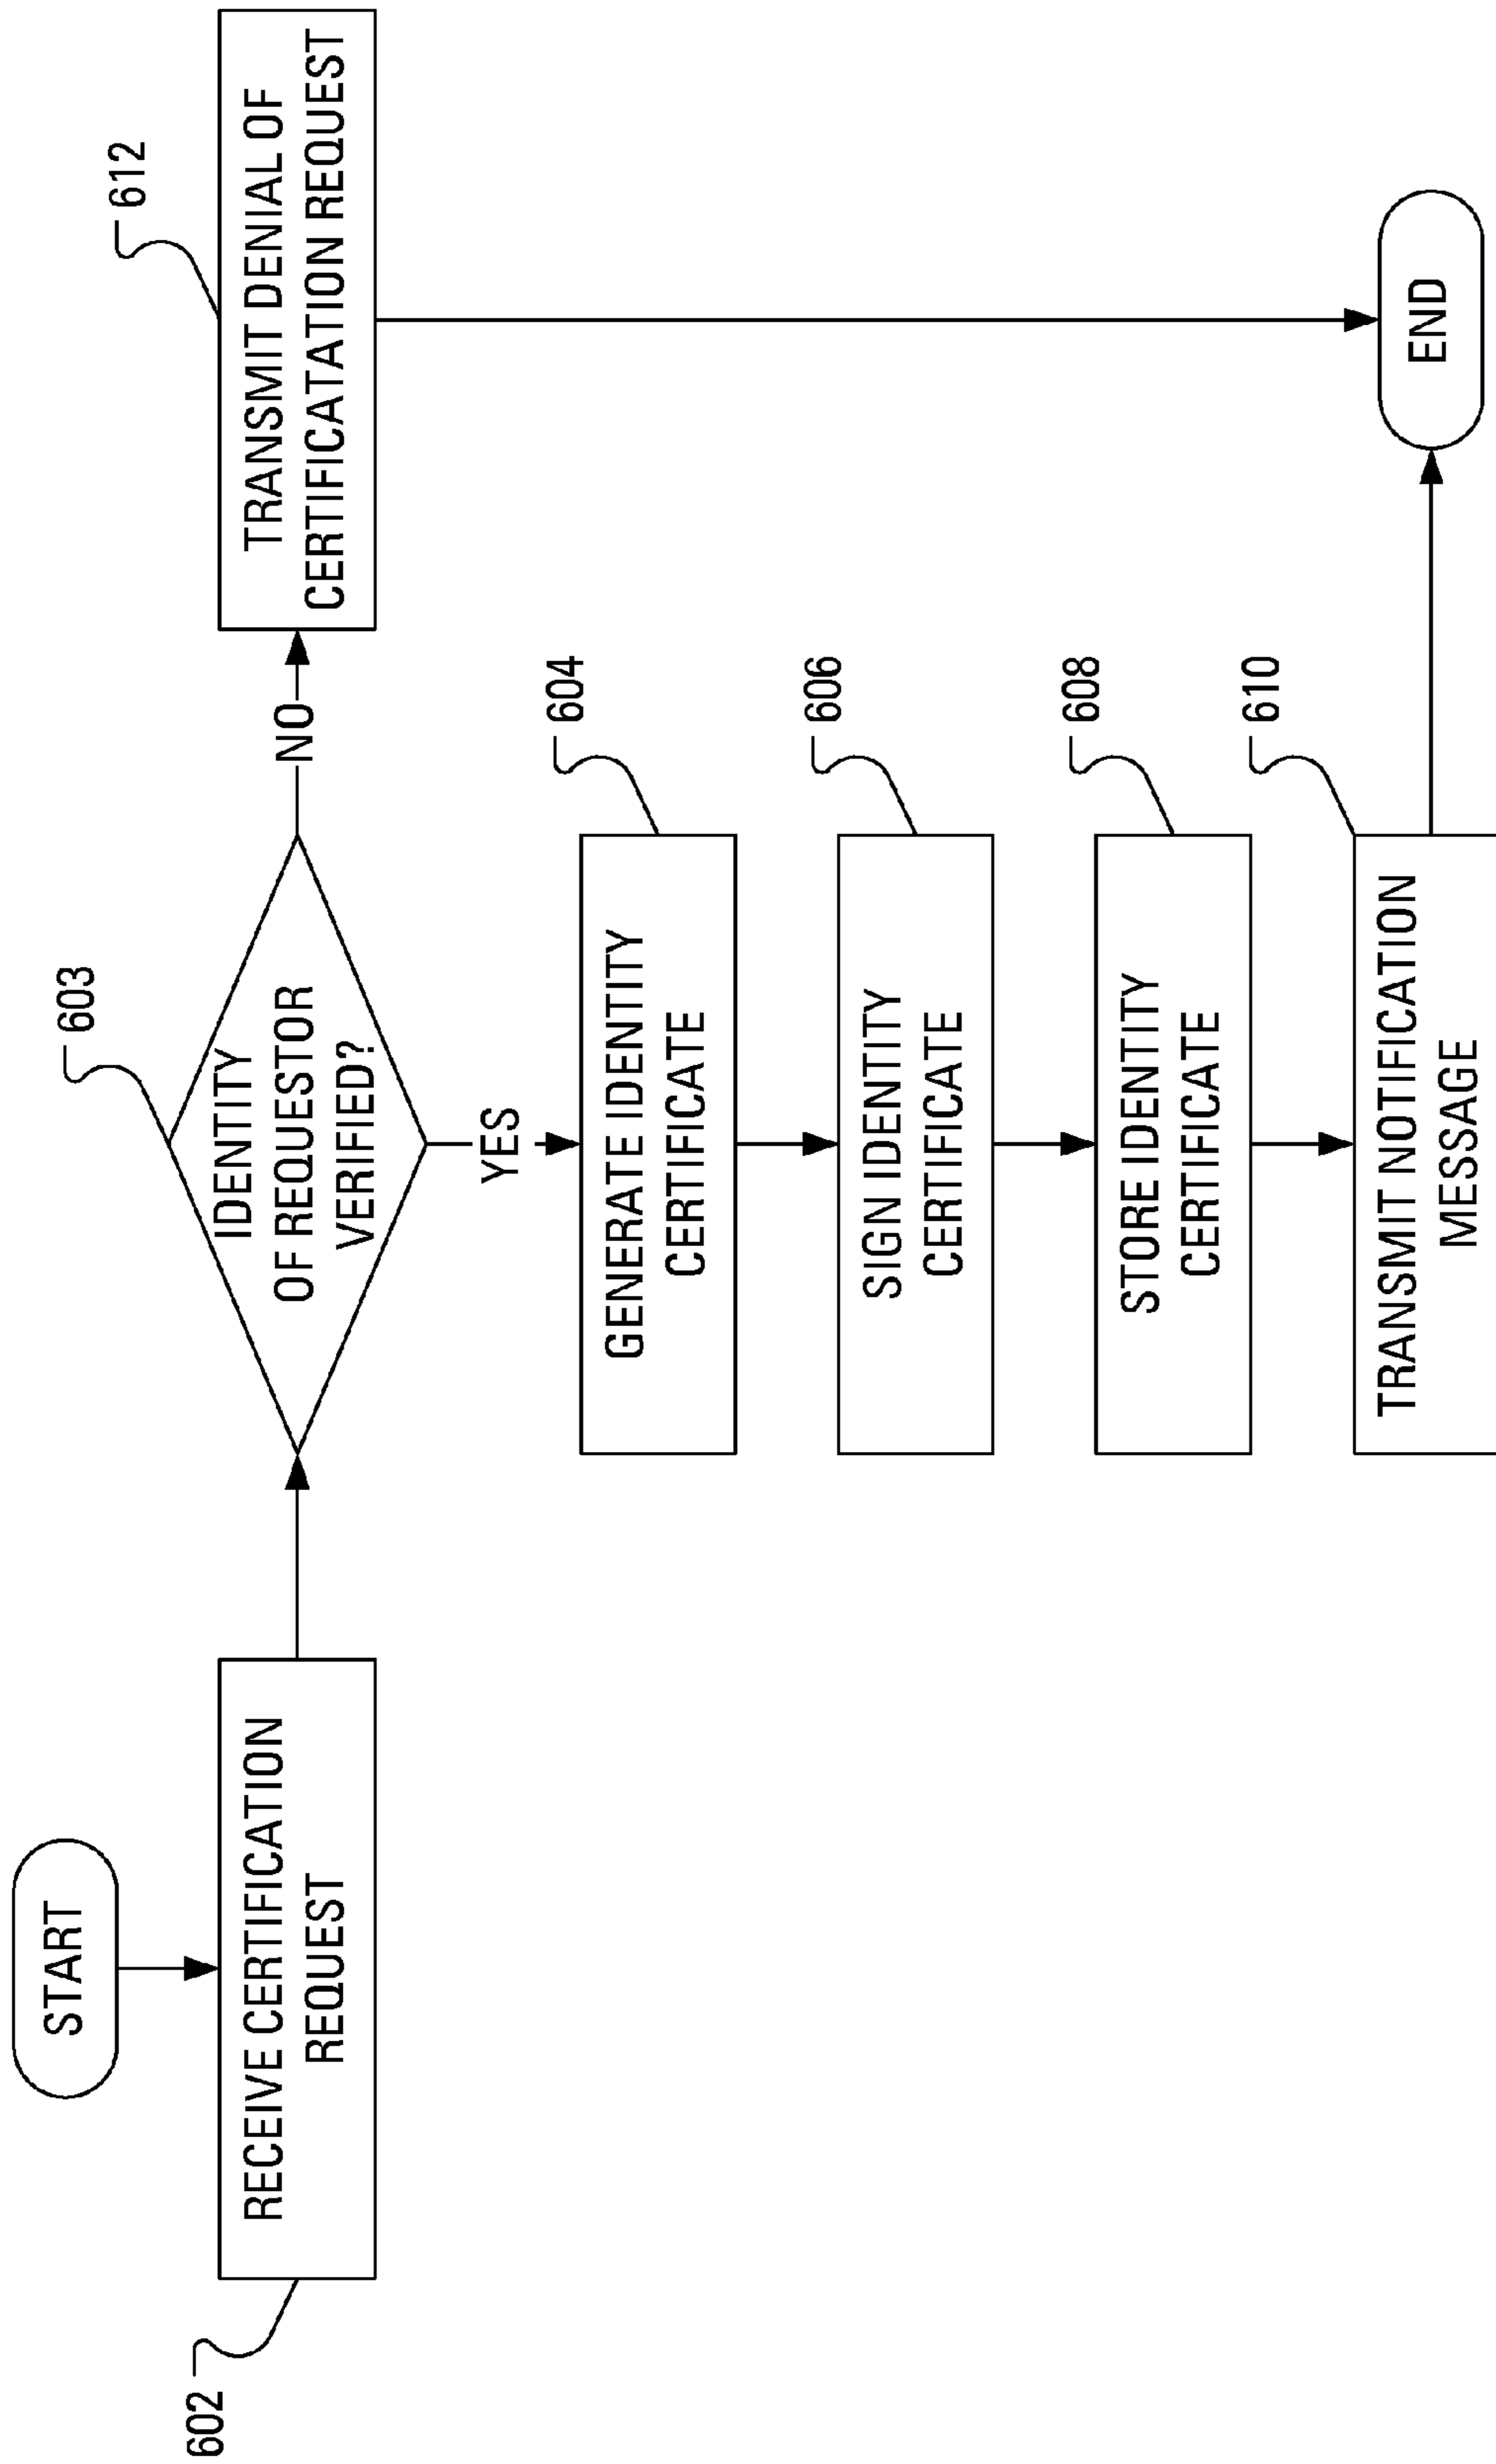 START
602
RECEIVE CERTIFICATION
REQUEST
603
IDENTITY
OF REQUESTOR
VERIFIED?
NO
612
TRANSMIT DENIAL OF
CERTIFICATATION REQUEST
YES
604
GENERATE IDENTITY
CERTIFICATE
606
SIGN IDENTITY
CERTIFICATE
608
STORE IDENTITY
CERTIFICATE
610
TRANSMIT NOTIFICATION
MESSAGE
END